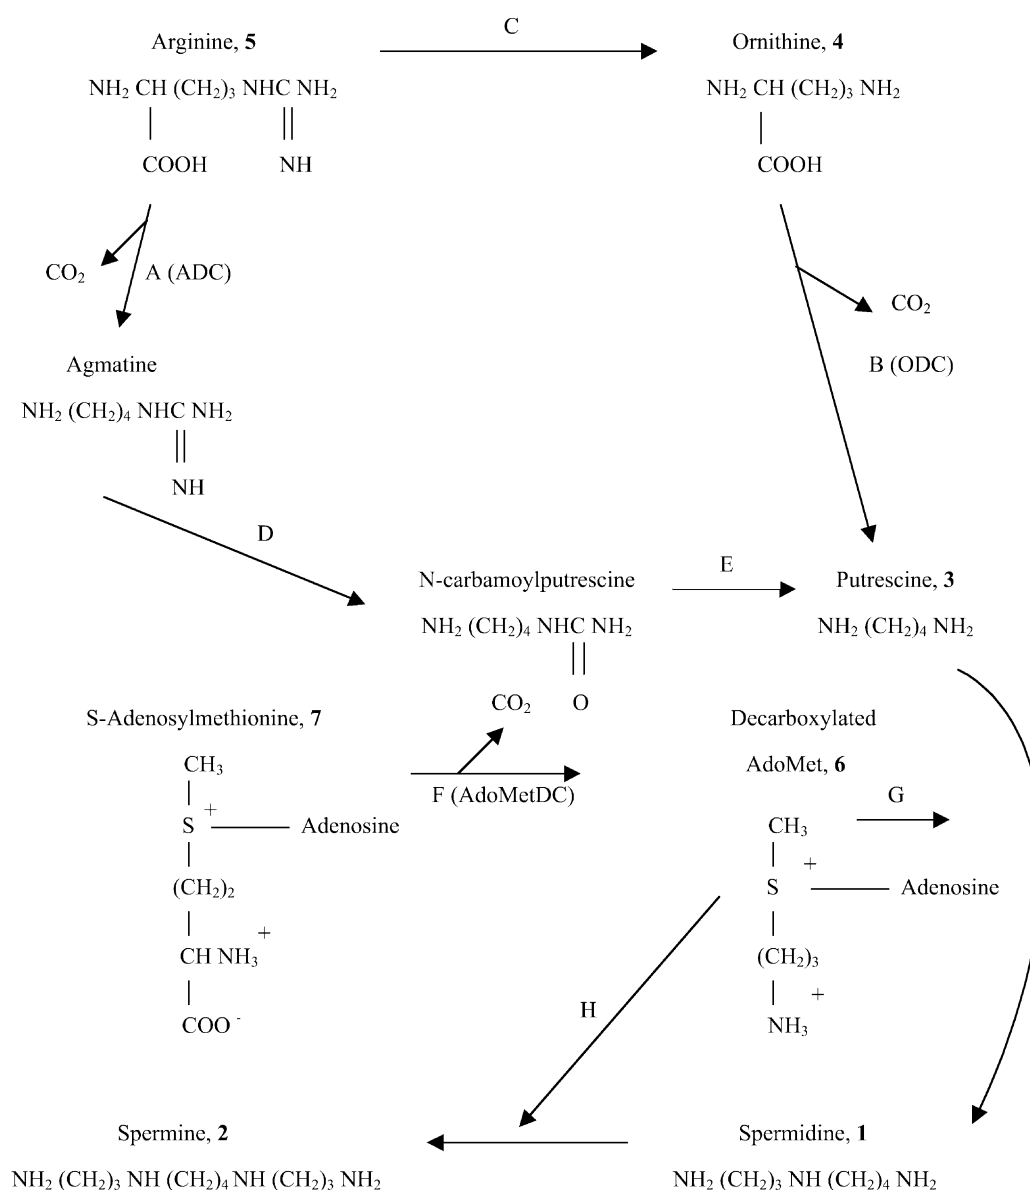 C
Arginine, 5
Ornithine, 4
NH₂ CH (CH₂)₃ NHC NH₂
NH₂ CH (CH₂)₃ NH₂
COOH
NH
COOH
CO₂
A (ADC)
CO₂
Agmatine
B (ODC)
NH₂ (CH₂)₄ NHC NH₂
NH
D
N-carbamoylputrescine
E
Putrescine, 3
NH₂ (CH₂)₄ NHC NH₂
NH₂ (CH₂)₄ NH₂
CO₂
O
S-Adenosylmethionine, 7
Decarboxylated
AdoMet, 6
CH₃
F (AdoMetDC)
G
S + Adenosine
CH₃
(CH₂)₂
S + Adenosine
CH NH₃ +
(CH₂)₃
COO -
H
NH₃ +
Spermine, 2
Spermidine, 1
NH₂ (CH₂)₃ NH (CH₂)₄ NH (CH₂)₃ NH₂
NH₂ (CH₂)₃ NH (CH₂)₄ NH₂